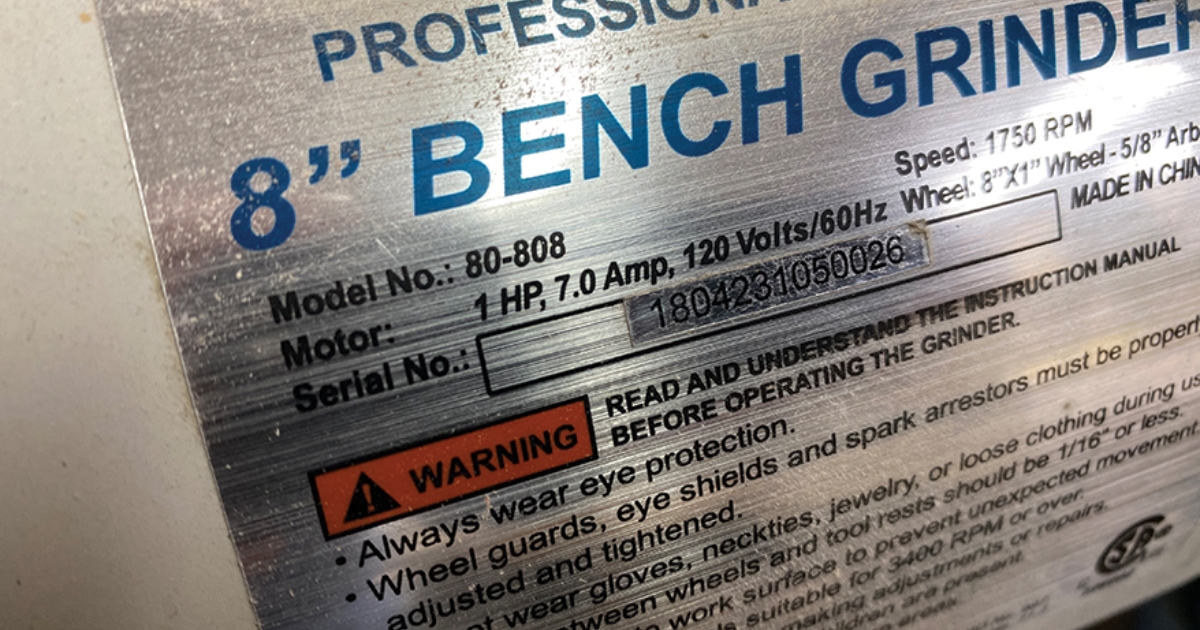 PROFESSIONA
8” BENCH GRINDER
Speed: 1750 RPM
Wheel: 8”X1” Wheel - 5/8” Arb
MADE IN CHIN
Model No.: 80-808
Motor: 1 HP, 7.0 Amp, 120 Volts/60Hz
Serial No.: 1804231050026
WARNING
READ AND UNDERSTAND THE INSTRUCTION MANUAL
BEFORE OPERATING THE GRINDER.
• Always wear eye protection.
• Wheel guards, eye shields and spark arrestors must be properl
adjusted and tightened.
ot wear gloves, neckties, jewelry, or loose clothing during us
tween wheels and tool rests should be 1/16" or less.
work surface to prevent unexpected movement.
suitable for 3400 RPM or over.
making adjustments or repairs.
ildren are present.